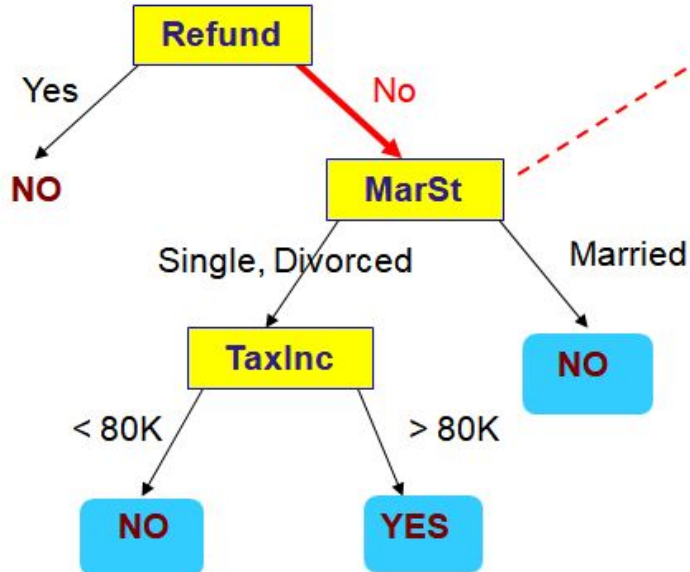 Refund
Yes
No
NO
MarSt
Single, Divorced
Married
TaxInc
NO
< 80K
> 80K
NO
YES